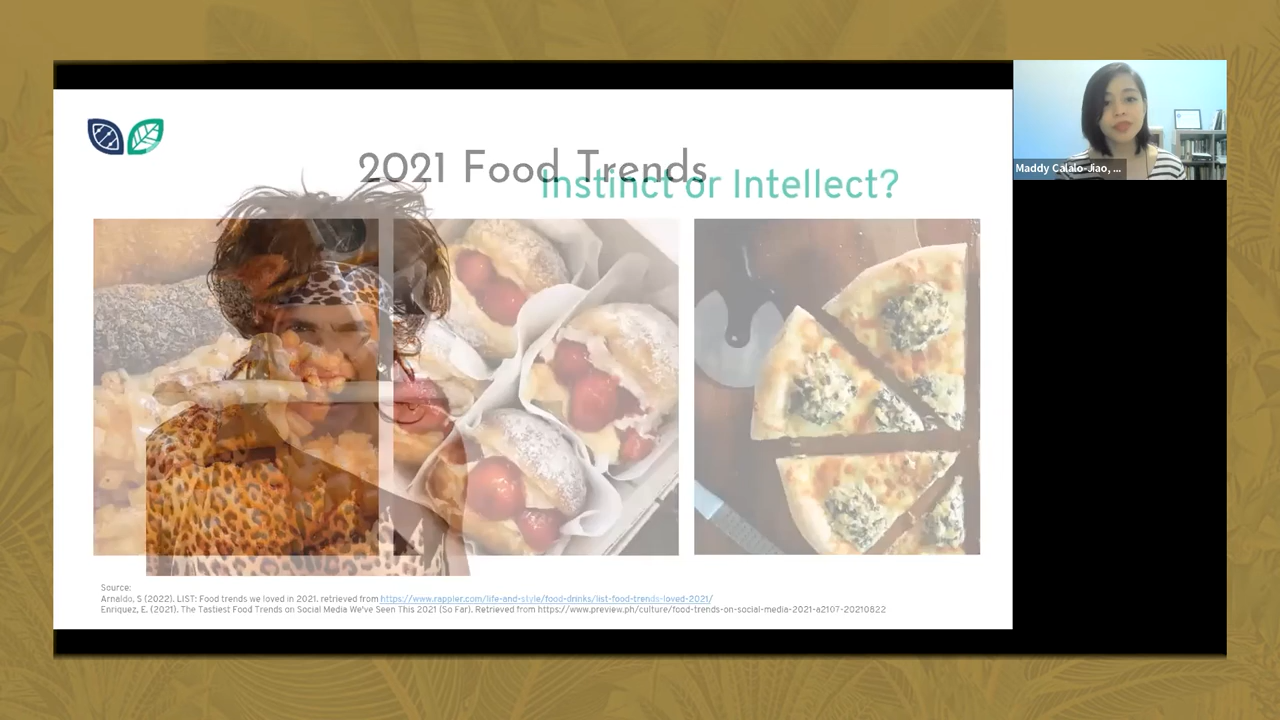 2021 Food Trends
Instinct or Intellect?
Maddy Calalo-Jiao, ...
Source:
Arnaldo, S (2022). LIST: Food trends we loved in 2021. retrieved from https://www.rappler.com/life-and-style/food-drinks/list-food-trends-loved-2021/
Enriquez, E. (2021). The Tastiest Food Trends on Social Media We've Seen This 2021 (So Far). Retrieved from https://www.preview.ph/culture/food-trends-on-social-media-2021-a2107-20210822